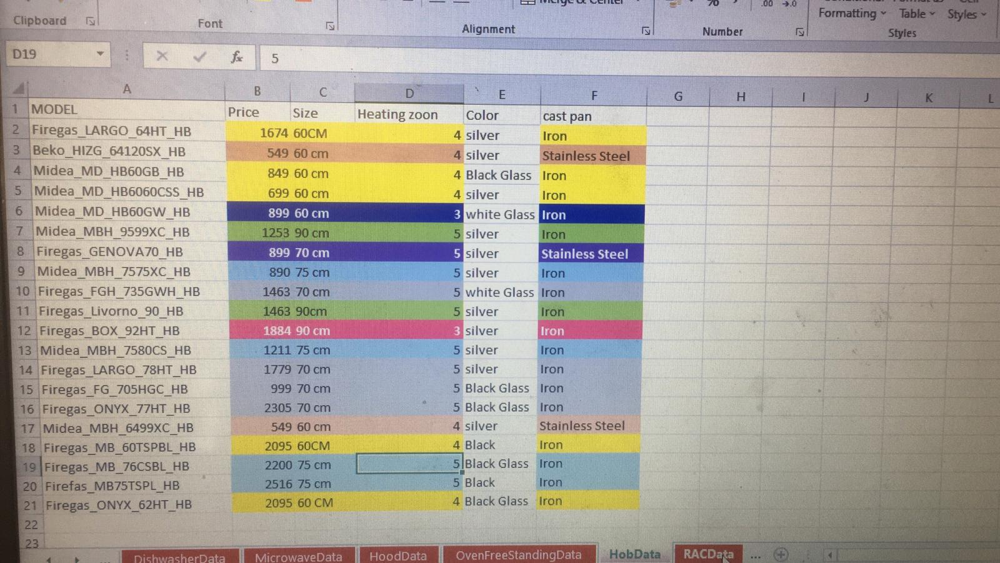 Clipboard Font Alignment Number Formatting Table Styles
Styles
% .00 →.0
D19 fx 5
A B C D E F G H I J K L
1 MODEL Price Size Heating zoon Color cast pan
2 Firegas_LARGO_64HT_HB 1674 60CM 4 silver Iron
3 Beko_HIZG_64120SX_HB 549 60 cm 4 silver Stainless Steel
4 Midea_MD_HB60GB_HB 849 60 cm 4 Black Glass Iron
5 Midea_MD_HB6060CSS_HB 699 60 cm 4 silver Iron
6 Midea_MD_HB60GW_HB 899 60 cm 3 white Glass Iron
7 Midea_MBH_9599XC_HB 1253 90 cm 5 silver Iron
8 Firegas_GENOVA70_HB 899 70 cm 5 silver Stainless Steel
9 Midea_MBH_7575XC_HB 890 75 cm 5 silver Iron
10 Firegas_FGH_735GWH_HB 1463 70 cm 5 white Glass Iron
11 Firegas_Livorno_90_HB 1463 90cm 5 silver Iron
12 Firegas_BOX_92HT_HB 1884 90 cm 3 silver Iron
13 Midea_MBH_7580CS_HB 1211 75 cm 5 silver Iron
14 Firegas_LARGO_78HT_HB 1779 70 cm 5 silver Iron
15 Firegas_FG_705HGC_HB 999 70 cm 5 Black Glass Iron
16 Firegas_ONYX_77HT_HB 2305 70 cm 5 Black Glass Iron
17 Midea_MBH_6499XC_HB 549 60 cm 4 silver Stainless Steel
18 Firegas_MB_60TSPBL_HB 2095 60CM 4 Black Iron
19 Firegas_MB_76CSBL_HB 2200 75 cm 5 Black Glass Iron
20 Firefas_MB75TSPL_HB 2516 75 cm 5 Black Iron
21 Firegas_ONYX_62HT_HB 2095 60 CM 4 Black Glass Iron
22
23
... DishwasherData MicrowaveData HoodData OvenFreeStandingData HobData RACData ...